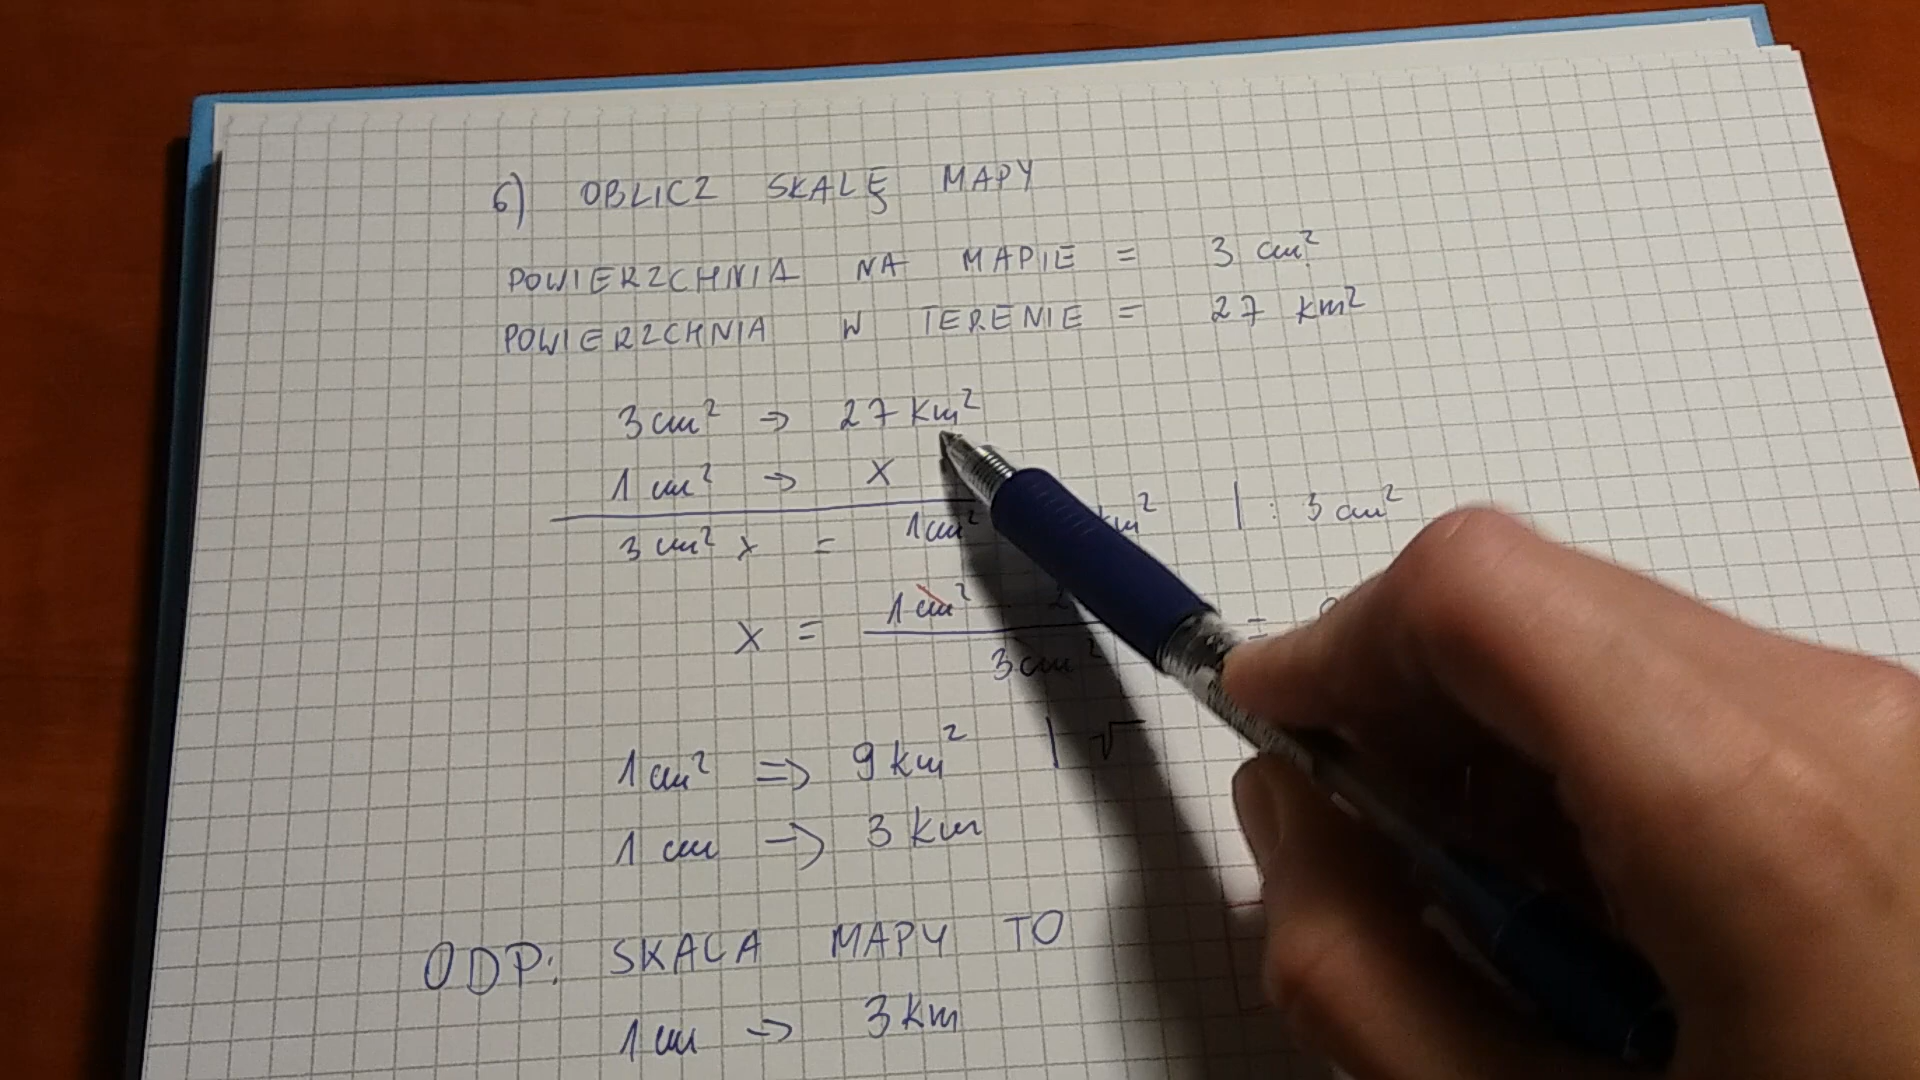 6) OBLICZ SKALĘ MAPY
POWIERZCHNIA NA MAPIE = 3 cm²
POWIERZCHNIA W TERENIE = 27 km²
3 cm² → 27 km²
1 cm² → x
3 cm² x = 1 cm² km² | : 3 cm²
x = 1 cm² =
3 cm²
1 cm² ⇒ 9 km² | √
1 cm → 3 km
ODP: SKALA MAPY TO
1 cm → 3 km